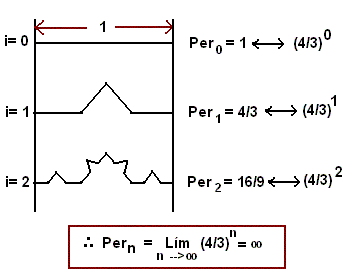 1
i= 0 Per₀ = 1 ⟷ (4/3)⁰
i= 1 Per₁ = 4/3 ⟷ (4/3)¹
i= 2 Per₂ = 16/9 ⟷ (4/3)²
∴ Perₙ = Lím (4/3)ⁿ = ∞
n -->∞